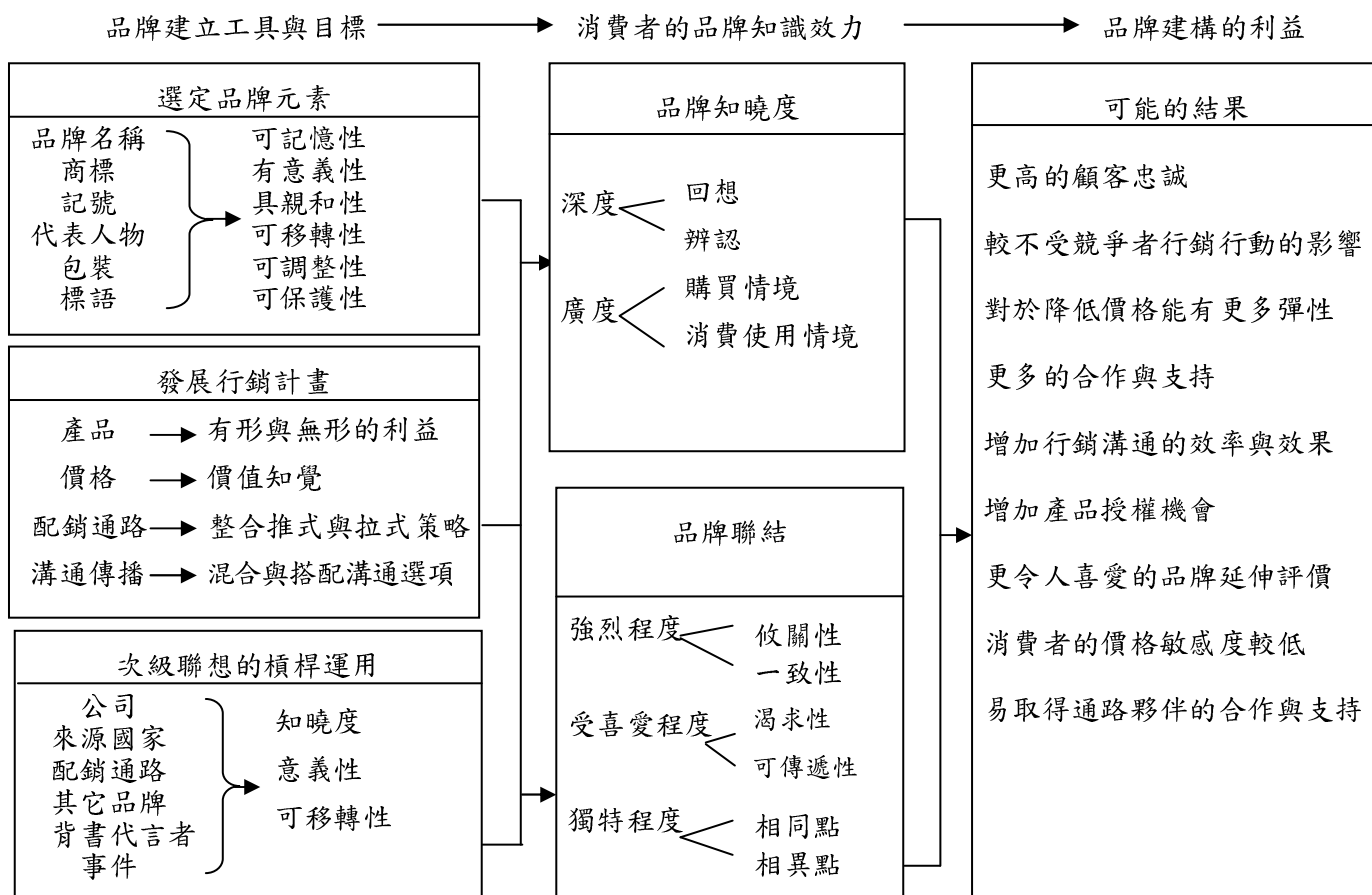 品牌建立工具與目標 消費者的品牌知識效力 品牌建構的利益
選定品牌元素
品牌名稱 可記憶性
商標 有意義性
記號 具親和性
代表人物 可移轉性
包裝 可調整性
標語 可保護性
發展行銷計畫
產品 有形與無形的利益
價格 價值知覺
配銷通路 整合推式與拉式策略
溝通傳播 混合與搭配溝通選項
次級聯想的槓桿運用
公司
來源國家
配銷通路
其它品牌
背書代言者
事件
知曉度
意義性
可移轉性
品牌知曉度
深度
回想
辨認
廣度
購買情境
消費使用情境
品牌聯結
強烈程度
攸關性
一致性
受喜愛程度
渴求性
可傳遞性
獨特程度
相同點
相異點
可能的結果
更高的顧客忠誠
較不受競爭者行銷行動的影響
對於降低價格能有更多彈性
更多的合作與支持
增加行銷溝通的效率與效果
增加產品授權機會
更令人喜愛的品牌延伸評價
消費者的價格敏感度較低
易取得通路夥伴的合作與支持